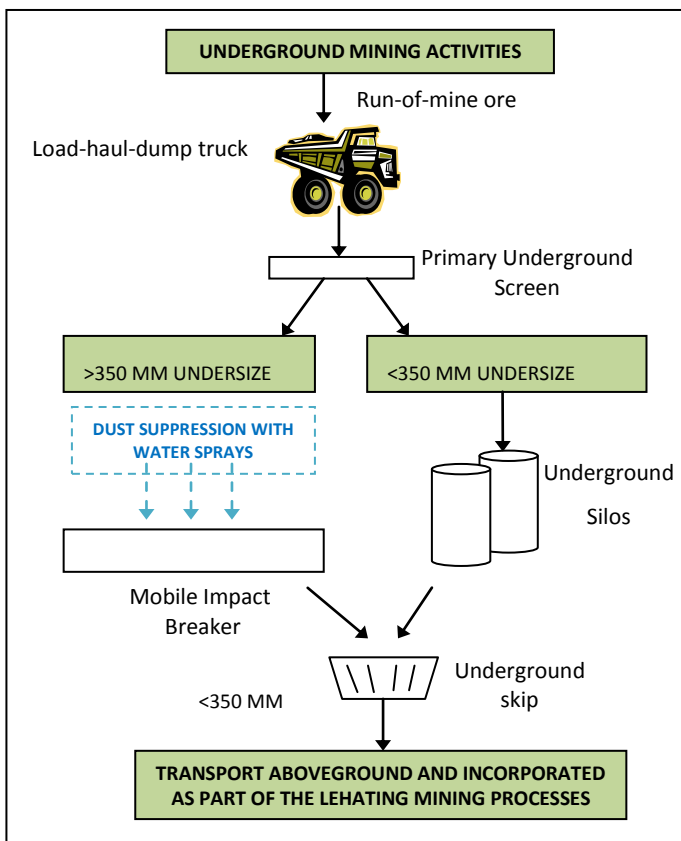 UNDERGROUND MINING ACTIVITIES
Run-of-mine ore
Load-haul-dump truck
Primary Underground
Screen
>350 MM UNDERSIZE
<350 MM UNDERSIZE
DUST SUPPRESSION WITH
WATER SPRAYS
Underground
Silos
Mobile Impact
Breaker
Underground
skip
<350 MM
TRANSPORT ABOVEGROUND AND INCORPORATED
AS PART OF THE LEHATING MINING PROCESSES